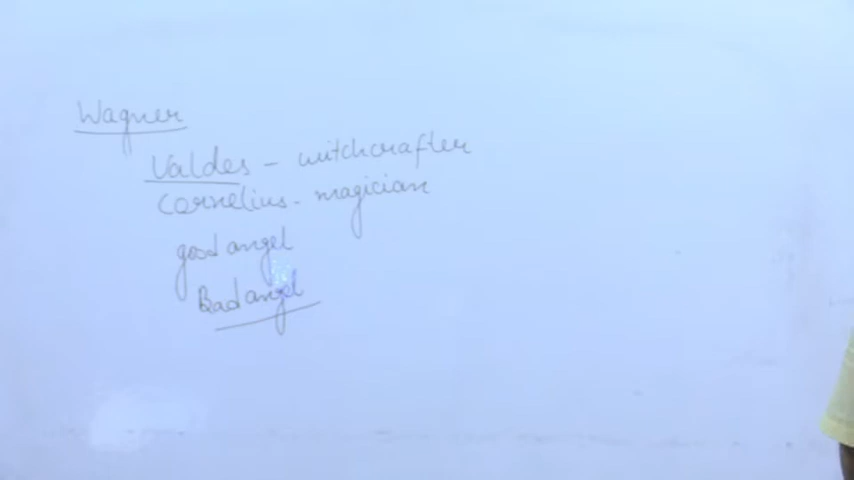 Wagner
Valdes - witchcrafter
Cornelius - magician
good angel
Bad angel